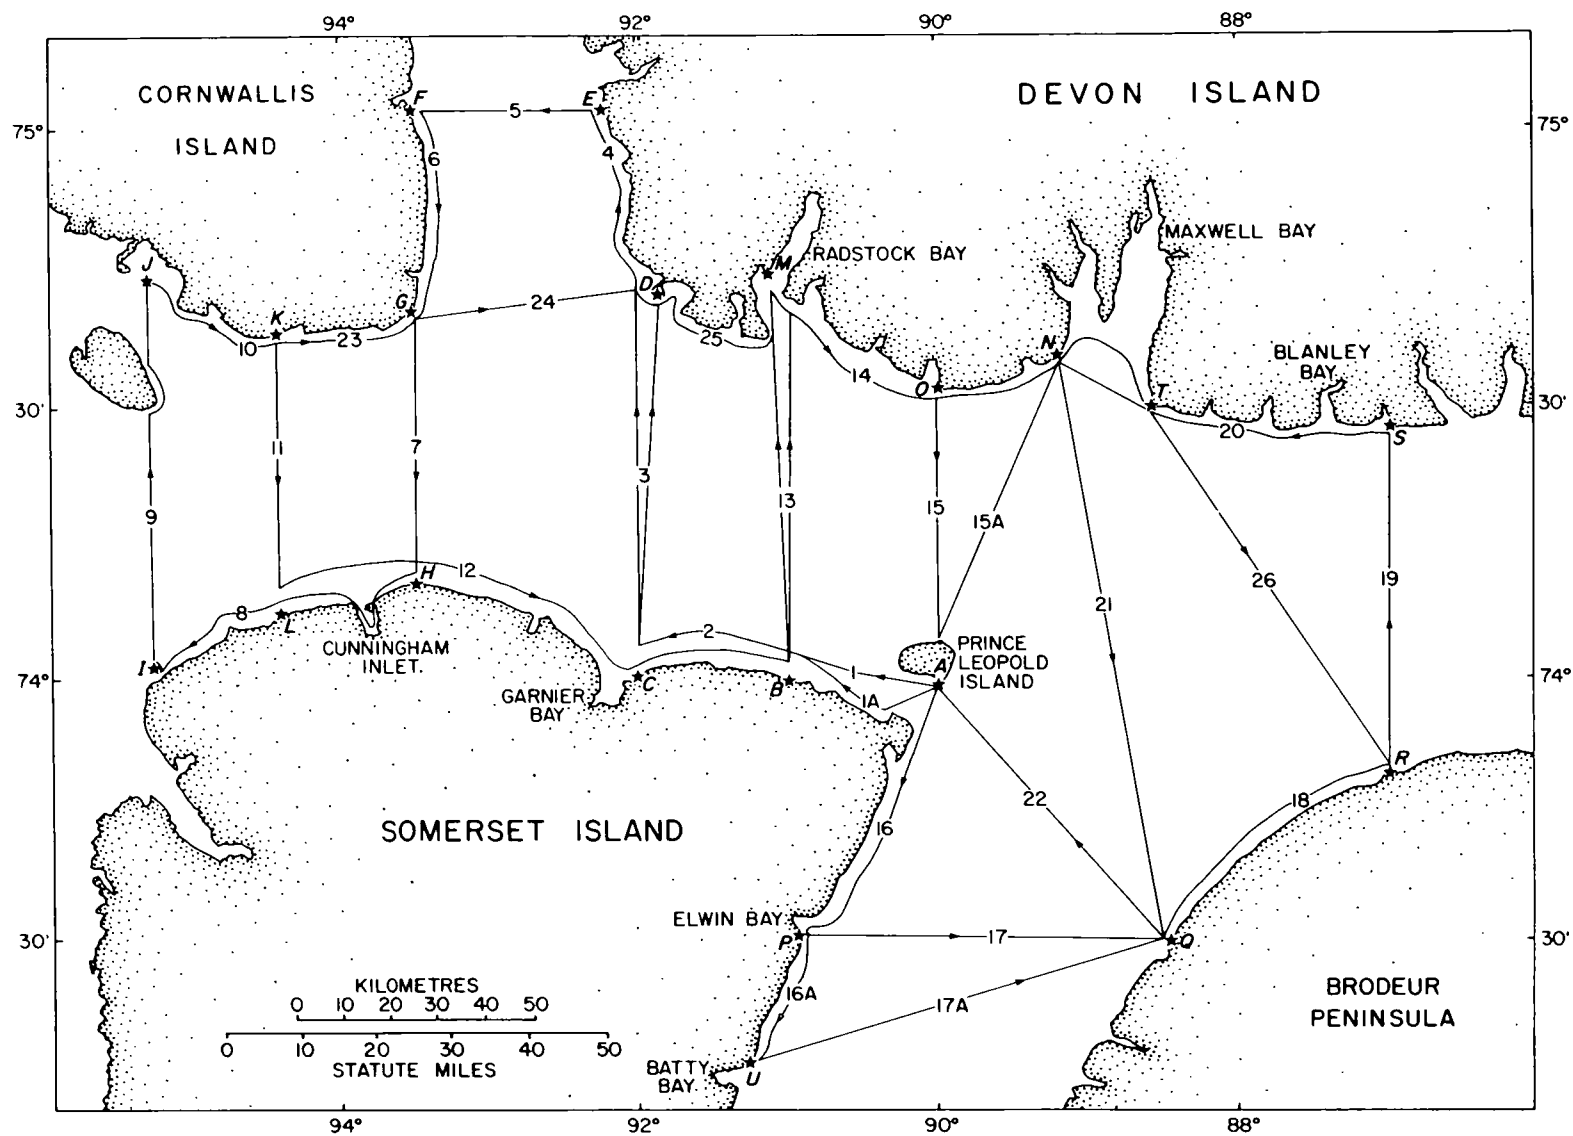 94°
92°
90°
88°
CORNWALLIS
ISLAND
DEVON ISLAND
F
5
E
75°
75°
6
4
MAXWELL BAY
RADSTOCK BAY
J
D
M
G
24
K
10
23
25
N
BLANLEY
BAY
14
O
T
30'
30'
20
S
11
7
3
13
15
15A
9
H
12
26
19
21
8
L
2
PRINCE
LEOPOLD
ISLAND
CUNNINGHAM
INLET.
I
A
1
74°
74°
C
B
1A
GARNIER
BAY
R
22
18
SOMERSET ISLAND
16
ELWIN BAY
P
17
Q
30'
30'
KILOMETRES
0 10 20 30 40 50
16A
17A
BRODEUR
PENINSULA
0 10 20 30 40 50
STATUTE MILES
BATTY
BAY
U
94°
92°
90°
88°